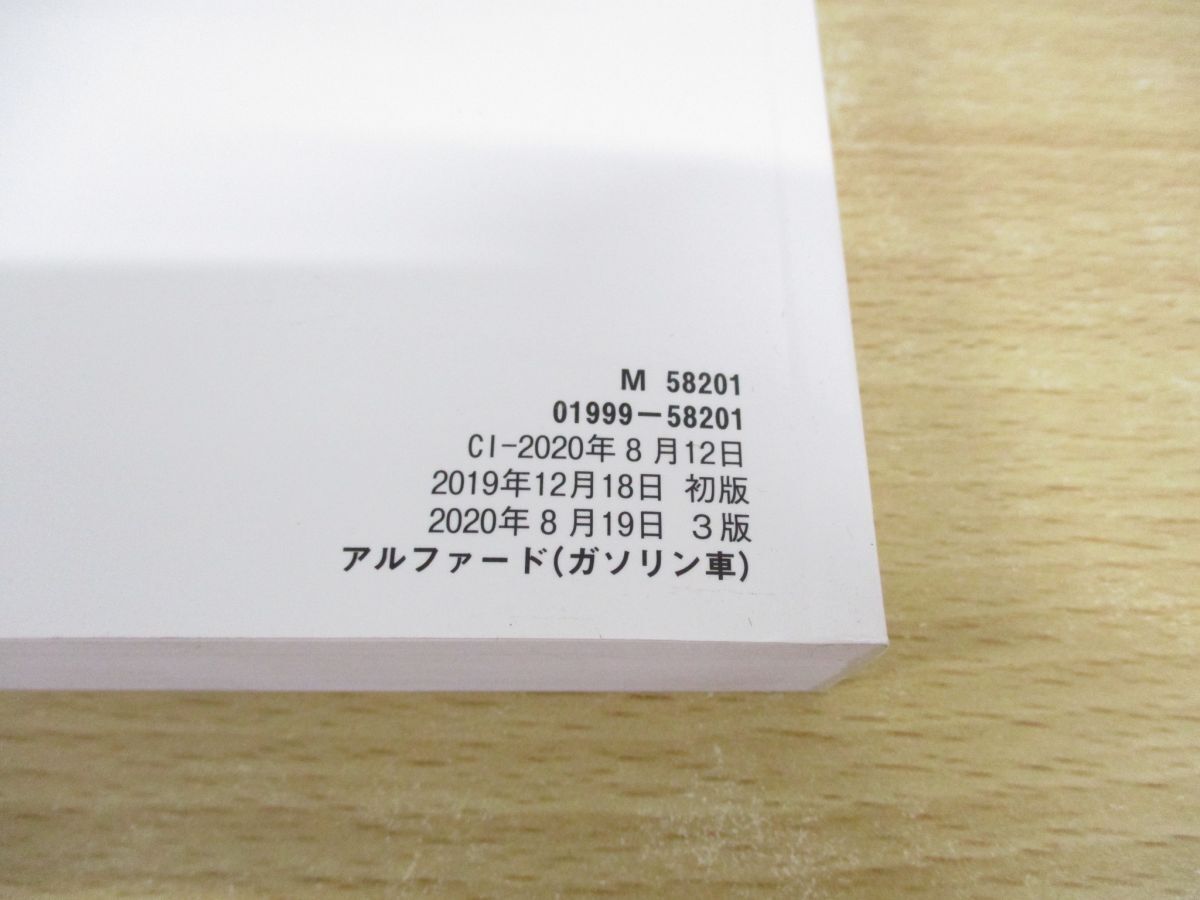 M 58201
01999-58201
CI-2020年8月12日
2019年12月18日 初版
2020年8月19日 3版
アルファード(ガソリン車)